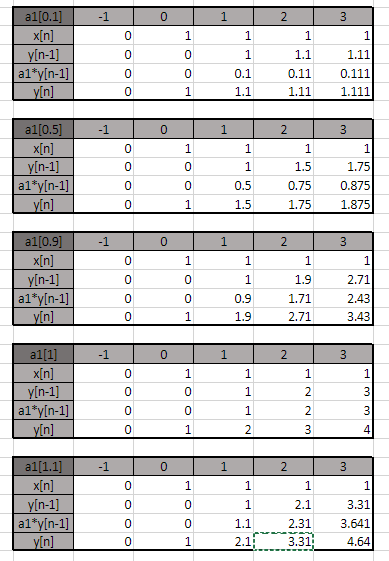 a1[0.1] -1 0 1 2 3
x[n] 0 1 1 1 1
y[n-1] 0 0 1 1.1 1.11
a1*y[n-1] 0 0 0.1 0.11 0.111
y[n] 0 1 1.1 1.11 1.111
a1[0.5] -1 0 1 2 3
x[n] 0 1 1 1 1
y[n-1] 0 0 1 1.5 1.75
a1*y[n-1] 0 0 0.5 0.75 0.875
y[n] 0 1 1.5 1.75 1.875
a1[0.9] -1 0 1 2 3
x[n] 0 1 1 1 1
y[n-1] 0 0 1 1.9 2.71
a1*y[n-1] 0 0 0.9 1.71 2.43
y[n] 0 1 1.9 2.71 3.43
a1[1] -1 0 1 2 3
x[n] 0 1 1 1 1
y[n-1] 0 0 1 2 3
a1*y[n-1] 0 0 1 2 3
y[n] 0 1 2 3 4
a1[1.1] -1 0 1 2 3
x[n] 0 1 1 1 1
y[n-1] 0 0 1 2.1 3.31
a1*y[n-1] 0 0 1.1 2.31 3.641
y[n] 0 1 2.1 3.31 4.64